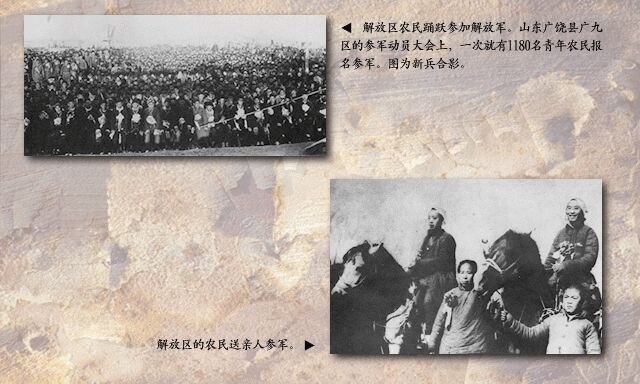 ◀ 解放区农民踊跃参加解放军。山东广饶县广九
区的参军动员大会上，一次就有1180名青年农民报
名参军。图为新兵合影。
解放区的农民送亲人参军。▶